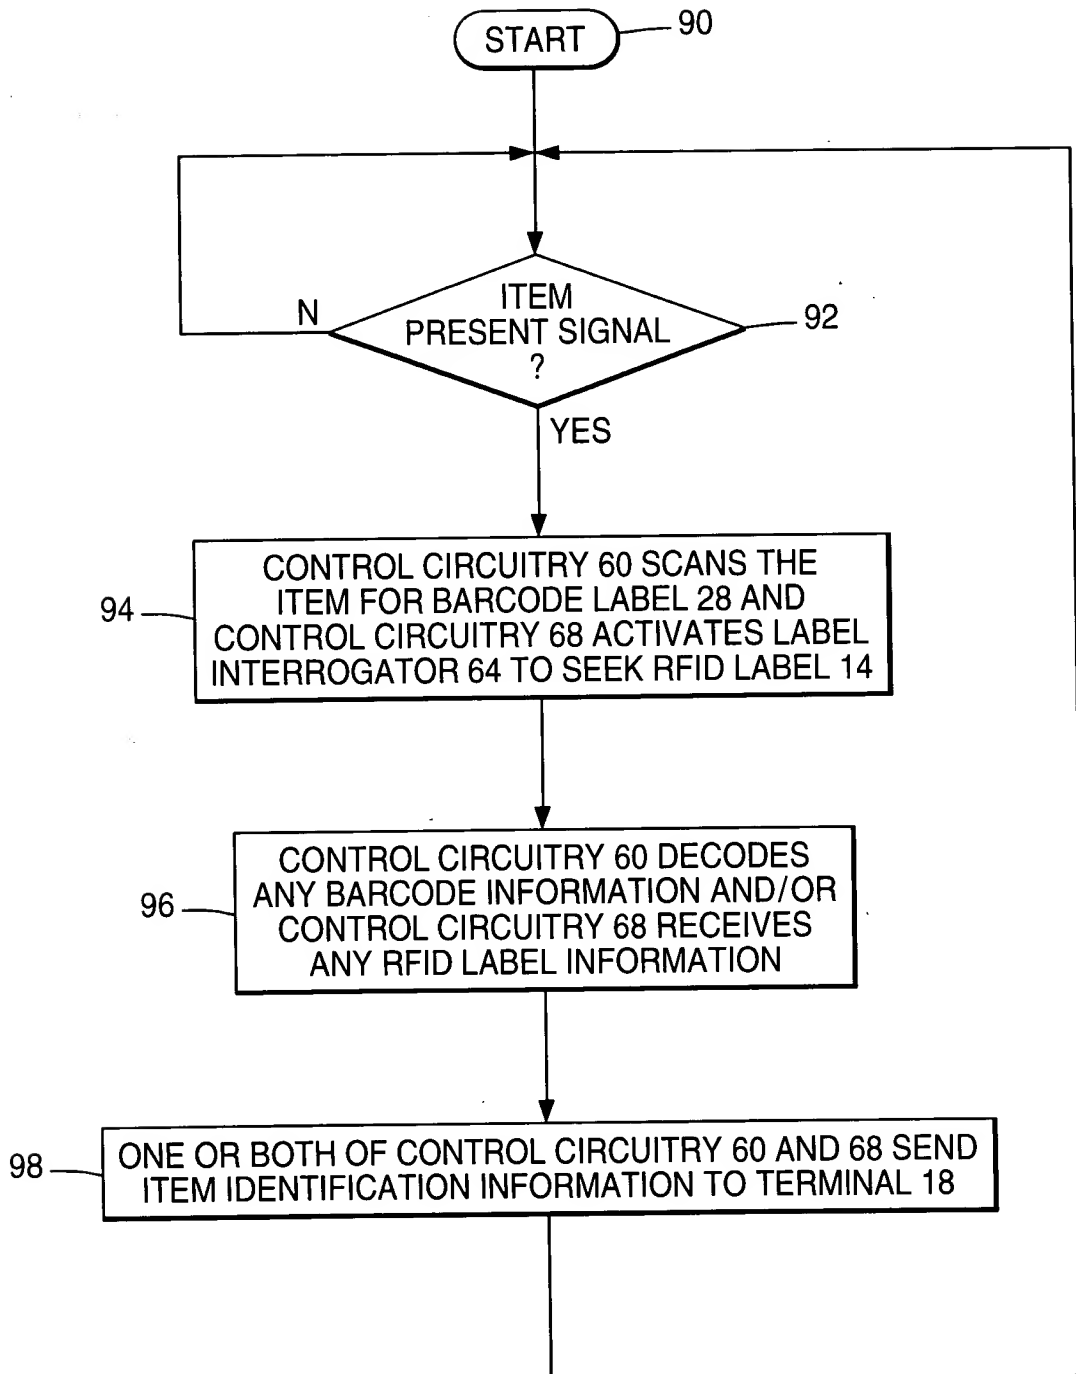 START
90
ITEM
PRESENT SIGNAL
?
92
N
YES
CONTROL CIRCUITRY 60 SCANS THE
ITEM FOR BARCODE LABEL 28 AND
CONTROL CIRCUITRY 68 ACTIVATES LABEL
INTERROGATOR 64 TO SEEK RFID LABEL 14
94
CONTROL CIRCUITRY 60 DECODES
ANY BARCODE INFORMATION AND/OR
CONTROL CIRCUITRY 68 RECEIVES
ANY RFID LABEL INFORMATION
96
ONE OR BOTH OF CONTROL CIRCUITRY 60 AND 68 SEND
ITEM IDENTIFICATION INFORMATION TO TERMINAL 18
98